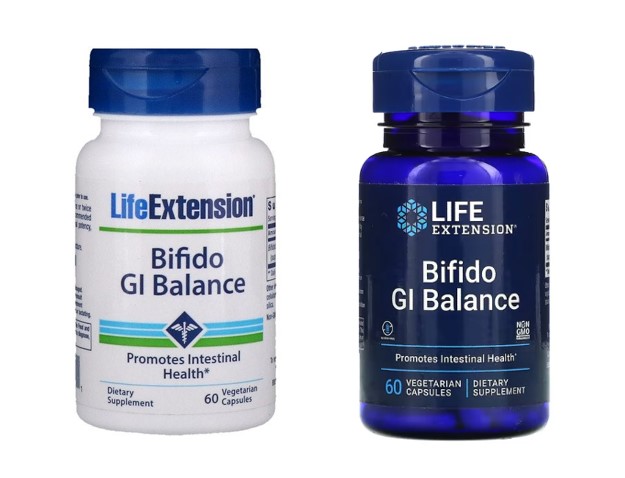 LifeExtension®
Bifido
GI Balance
Promotes Intestinal
Health*
Dietary
Supplement
60 Vegetarian
Capsules
LIFE
EXTENSION®
Bifido
GI Balance
NON
GMO
Promotes Intestinal Health*
60 VEGETARIAN
CAPSULES
DIETARY
SUPPLEMENT